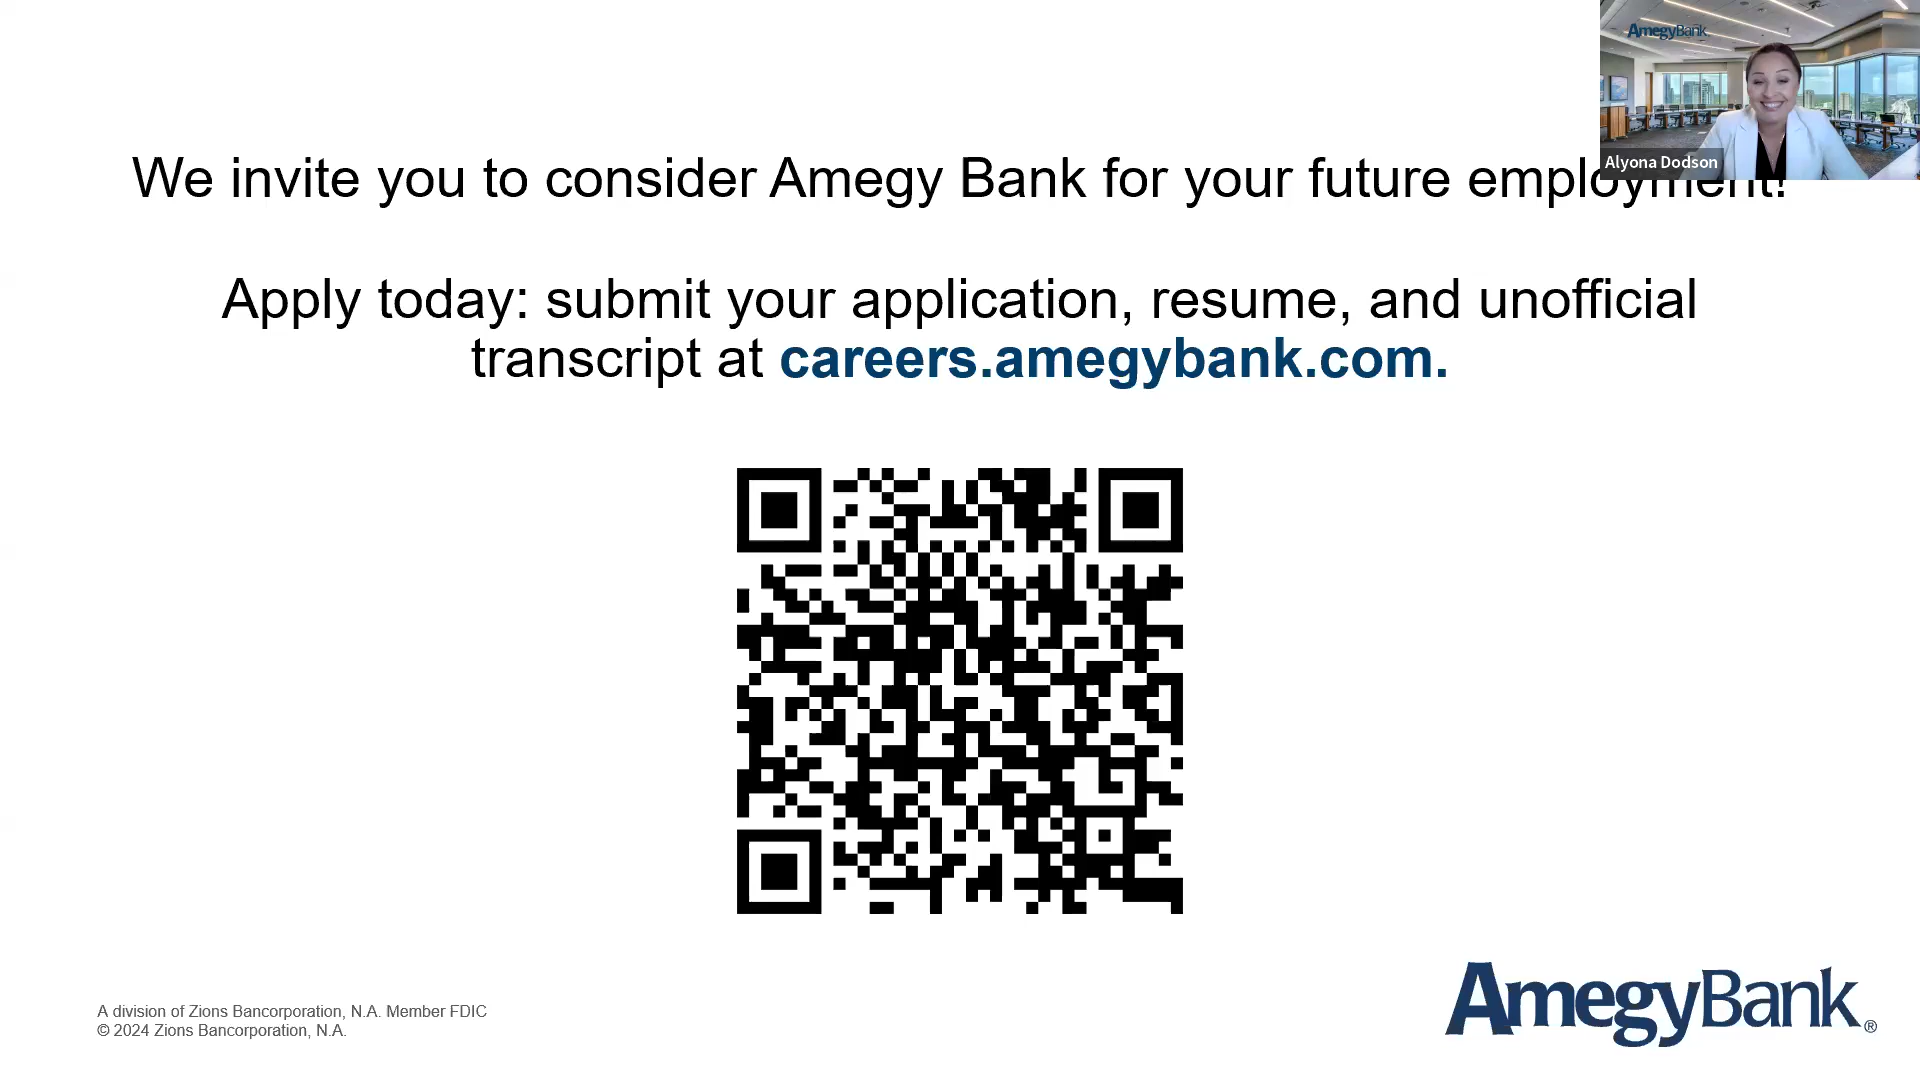 AmegyBank
Alyona Dodson
We invite you to consider Amegy Bank for your future employment!
Apply today: submit your application, resume, and unofficial
transcript at careers.amegybank.com.
A division of Zions Bancorporation, N.A. Member FDIC
© 2024 Zions Bancorporation, N.A.
AmegyBank®